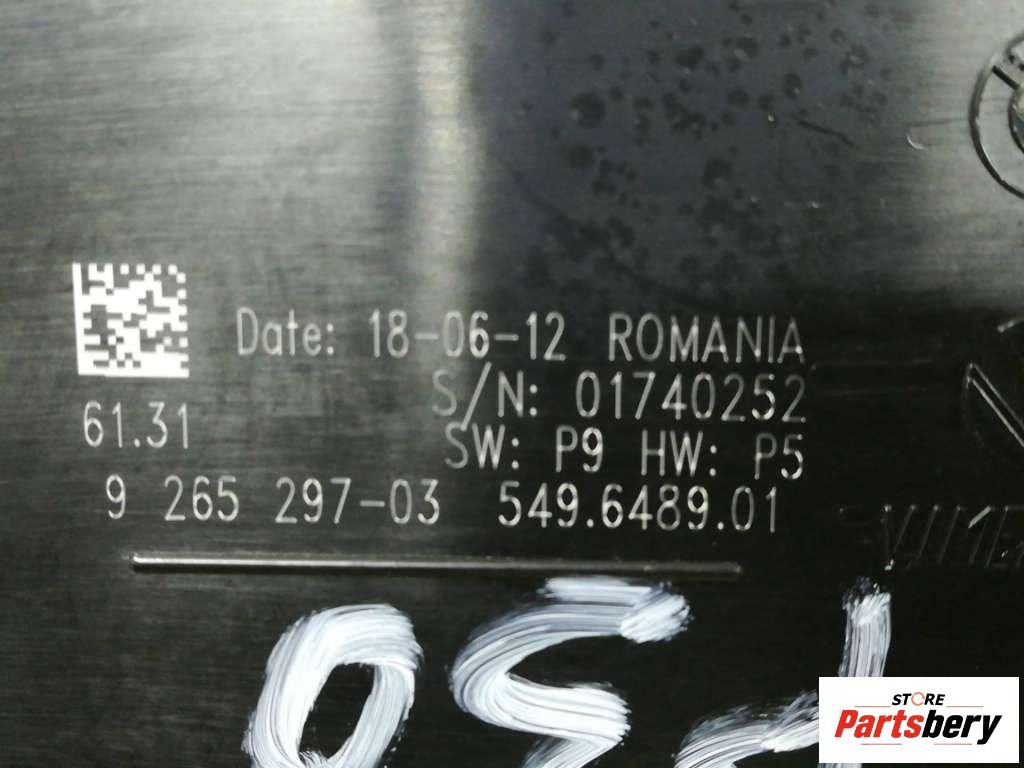 Date: 18-06-12 ROMANIA
S/N: 01740252
61.31
SW: P9 HW: P5
9 265 297-03 549.6489.01
STORE
Partsbery